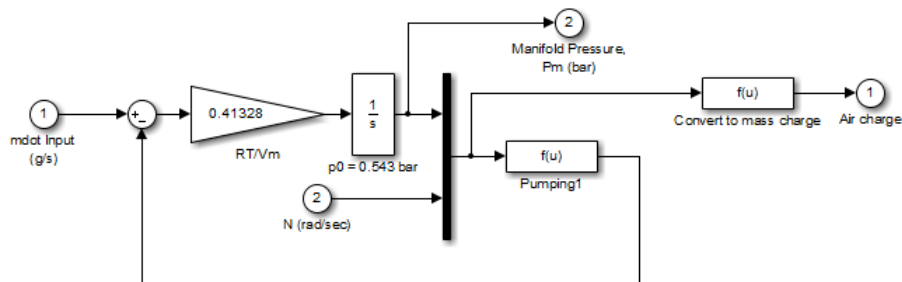 2
Manifold Pressure,
Pm (bar)
1
mdot Input
(g/s)
+
−
0.41328
RT/Vm
1
s
p0 = 0.543 bar
2
N (rad/sec)
f(u)
Pumping1
f(u)
Convert to mass charge
1
Air charge